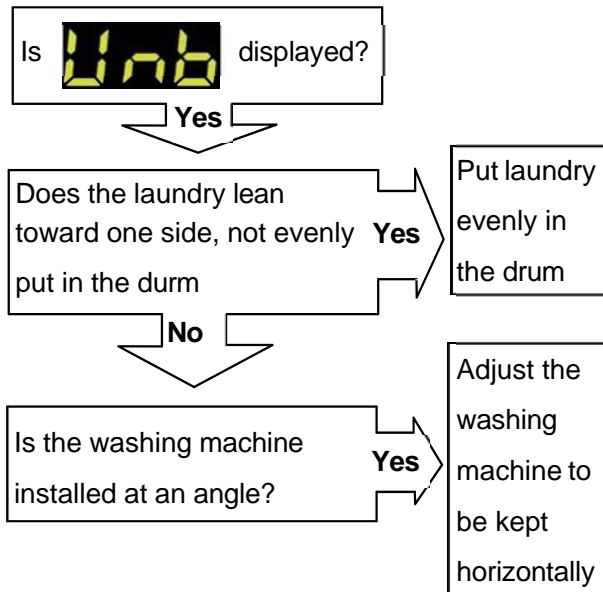 Is Unb displayed?
Yes
Does the laundry lean
toward one side, not evenly
put in the durm
Yes
Put laundry
evenly in
the drum
No
Is the washing machine
installed at an angle?
Yes
Adjust the
washing
machine to
be kept
horizontally